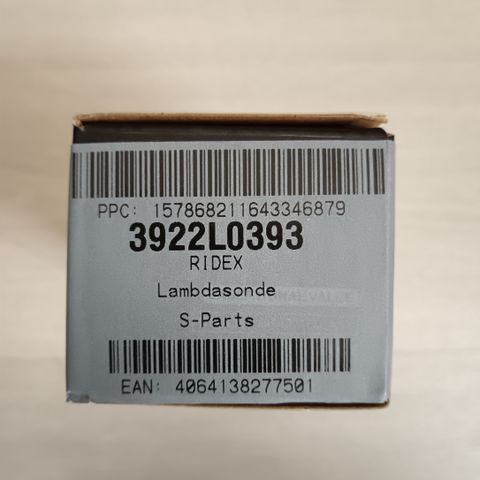 PPC: 157868211643346879
3922L0393
RIDEX
Lambdasonde
S-Parts
EAN: 4064138277501